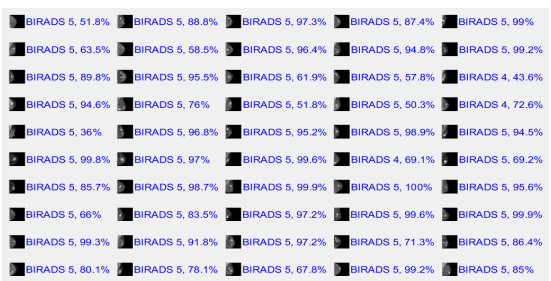 BIRADS 5, 51.8% BIRADS 5, 88.8% BIRADS 5, 97.3% BIRADS 5, 87.4% BIRADS 5, 99%
BIRADS 5, 63.5% BIRADS 5, 58.5% BIRADS 5, 96.4% BIRADS 5, 94.8% BIRADS 5, 99.2%
BIRADS 5, 89.8% BIRADS 5, 95.5% BIRADS 5, 61.9% BIRADS 5, 57.8% BIRADS 4, 43.6%
BIRADS 5, 94.6% BIRADS 5, 76% BIRADS 5, 51.8% BIRADS 5, 50.3% BIRADS 4, 72.6%
BIRADS 5, 36% BIRADS 5, 96.8% BIRADS 5, 95.2% BIRADS 5, 98.9% BIRADS 5, 94.5%
BIRADS 5, 99.8% BIRADS 5, 97% BIRADS 5, 99.6% BIRADS 4, 69.1% BIRADS 5, 69.2%
BIRADS 5, 85.7% BIRADS 5, 98.7% BIRADS 5, 99.9% BIRADS 5, 100% BIRADS 5, 95.6%
BIRADS 5, 66% BIRADS 5, 83.5% BIRADS 5, 97.2% BIRADS 5, 99.6% BIRADS 5, 99.9%
BIRADS 5, 99.3% BIRADS 5, 91.8% BIRADS 5, 97.2% BIRADS 5, 71.3% BIRADS 5, 86.4%
BIRADS 5, 80.1% BIRADS 5, 78.1% BIRADS 5, 67.8% BIRADS 5, 99.2% BIRADS 5, 85%